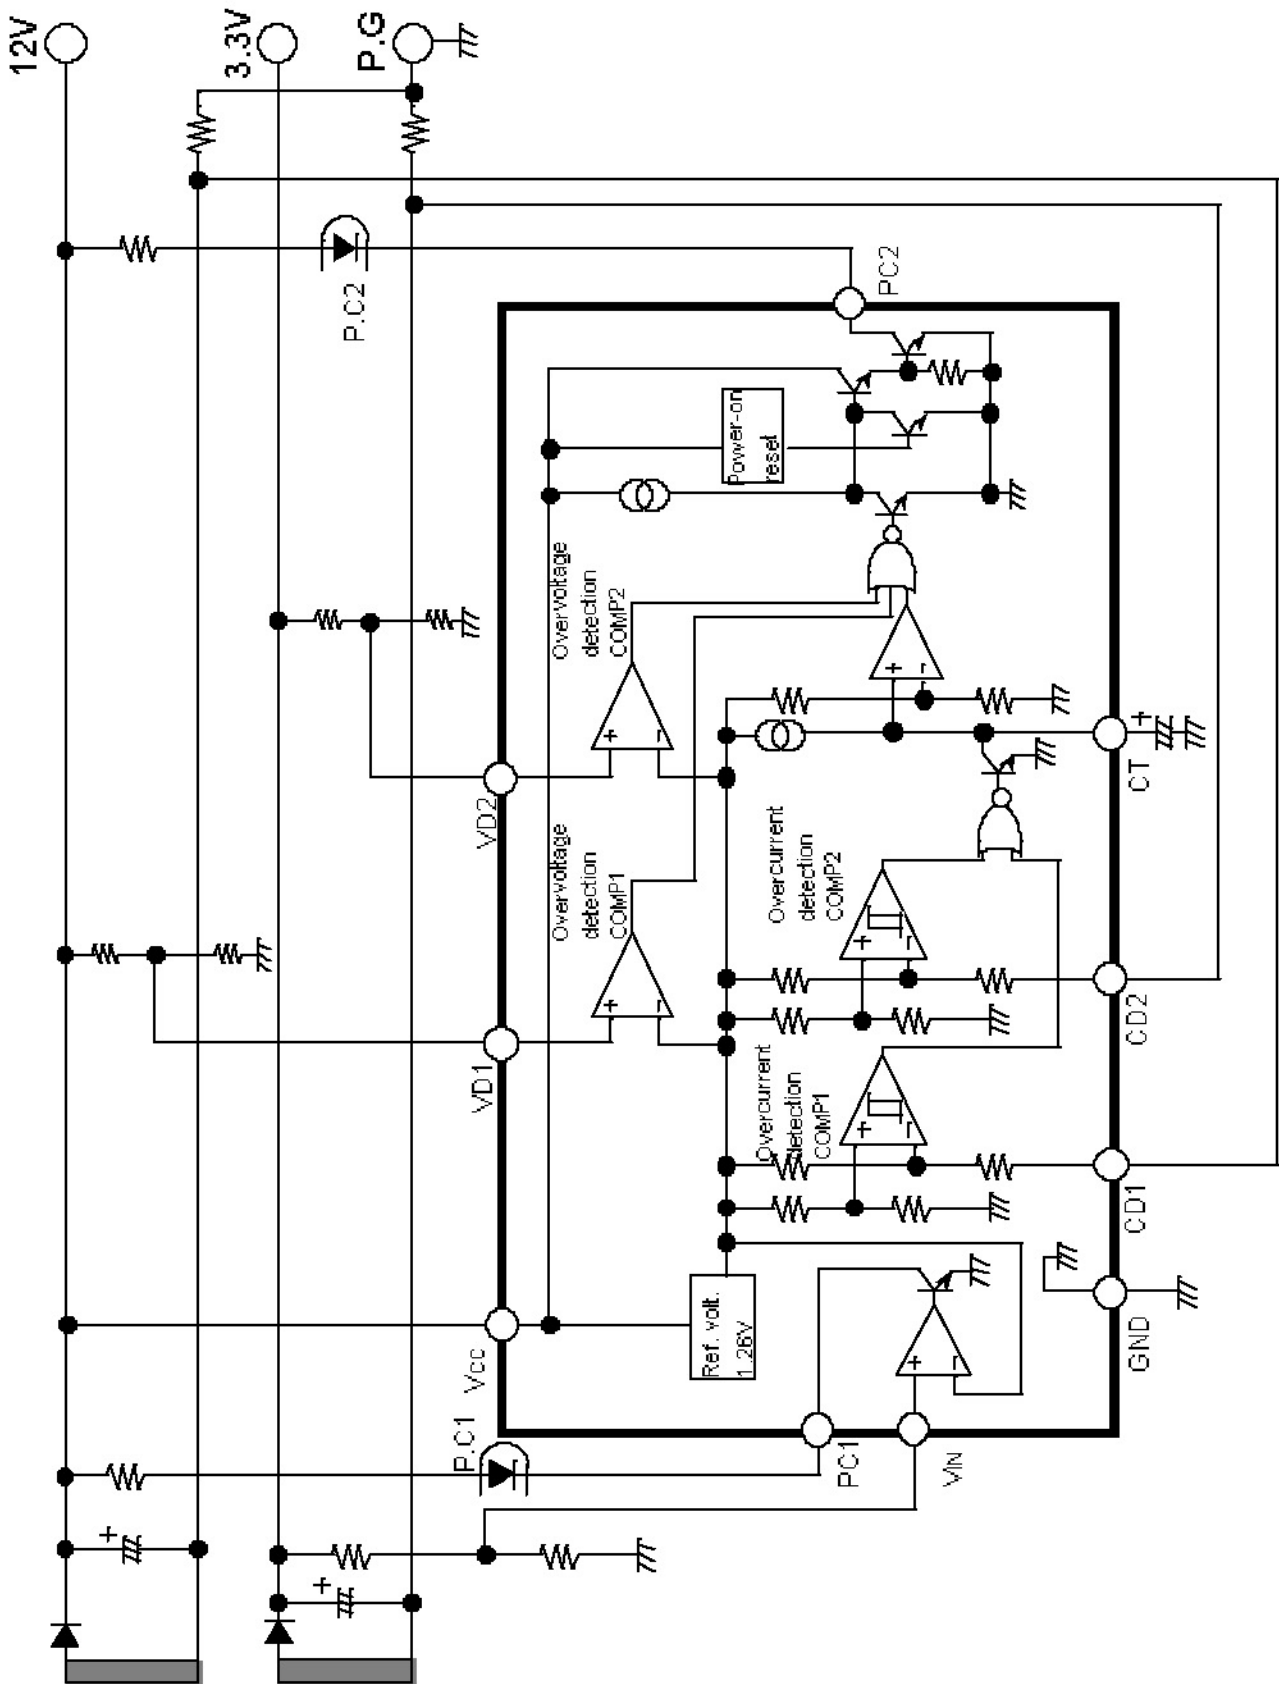 12V
3.3V
P.G
P.C2
PC2
Power-on
reset
Overvoltage
detection
COMP2
VD2
Overvoltage
detection
COMP1
VD1
Overcurrent
detection
COMP2
Overcurrent
detection
COMP1
+
-
+
-
+
-
+
-
+
-
+
-
+
CT
CD2
CD1
GND
Vcc
Ref. volt.
1.26V
P.C1
PC1
VIN
+
+